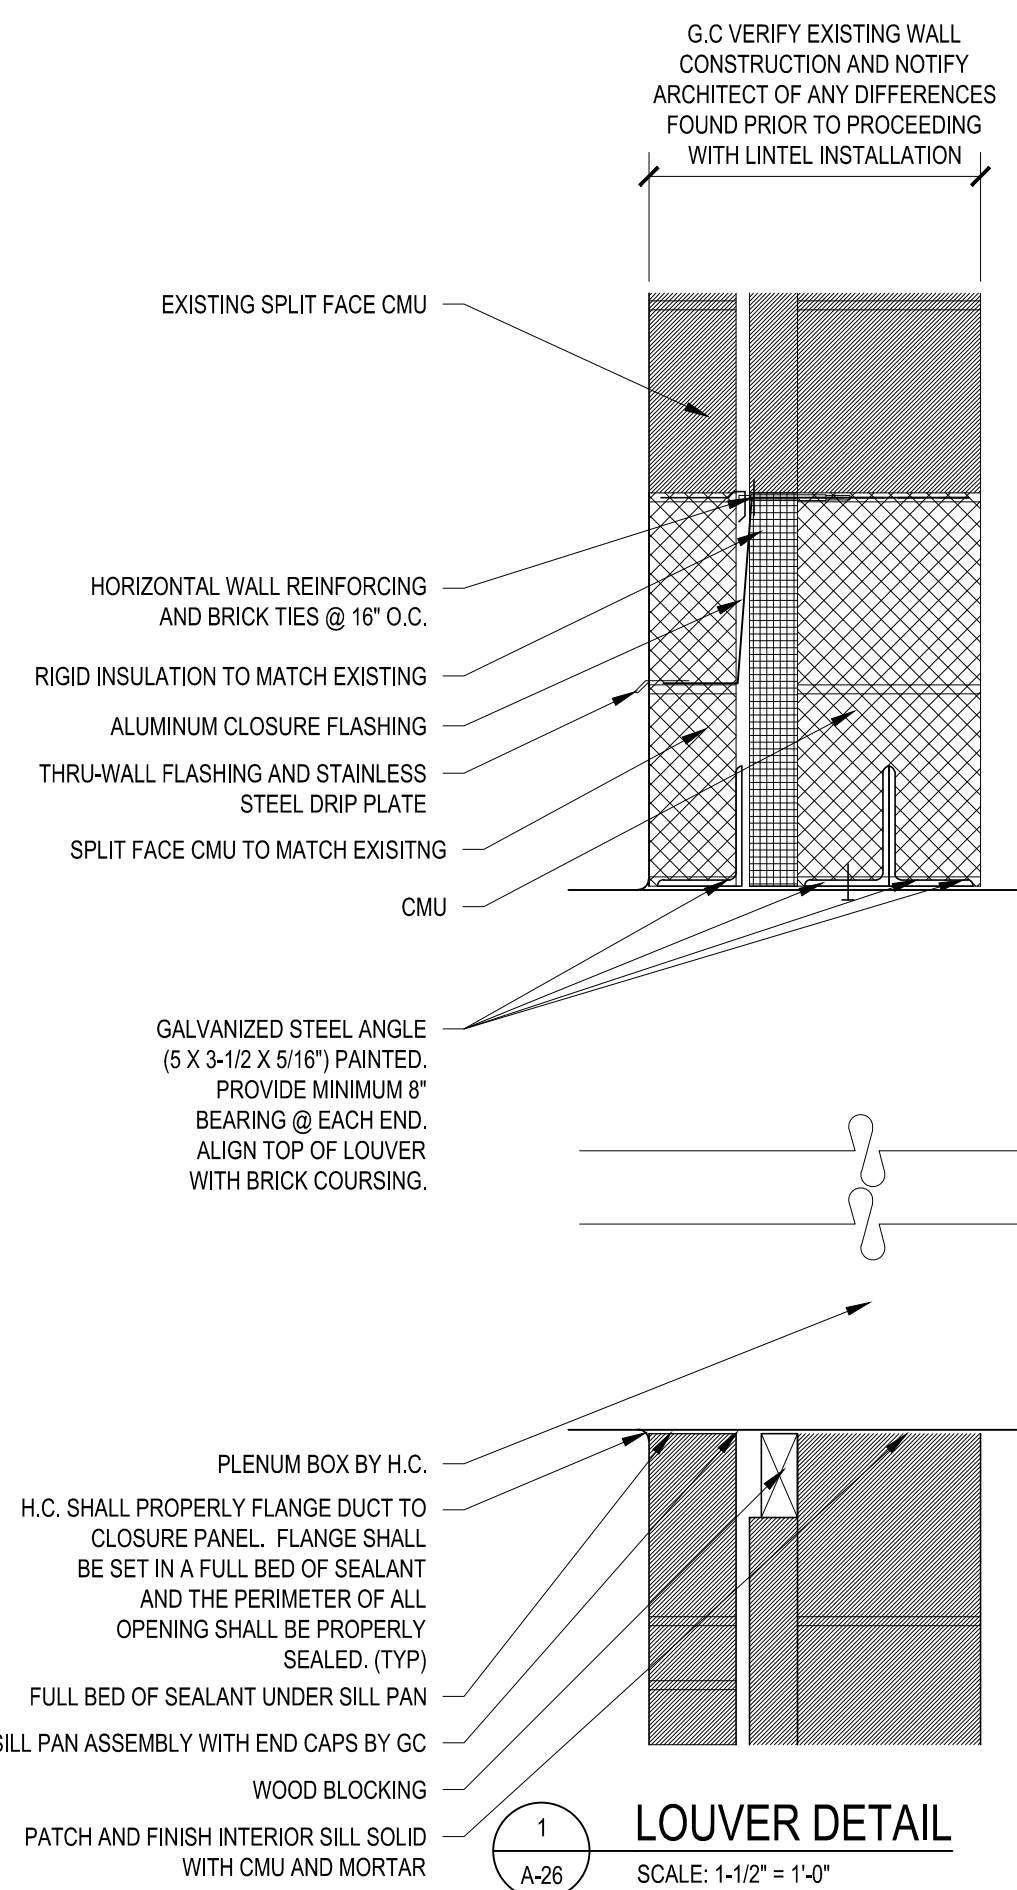 G.C VERIFY EXISTING WALL
CONSTRUCTION AND NOTIFY
ARCHITECT OF ANY DIFFERENCES
FOUND PRIOR TO PROCEEDING
WITH LINTEL INSTALLATION
EXISTING SPLIT FACE CMU
HORIZONTAL WALL REINFORCING
AND BRICK TIES @ 16" O.C.
RIGID INSULATION TO MATCH EXISTING
ALUMINUM CLOSURE FLASHING
THRU-WALL FLASHING AND STAINLESS
STEEL DRIP PLATE
SPLIT FACE CMU TO MATCH EXISITNG
CMU
GALVANIZED STEEL ANGLE
(5 X 3-1/2 X 5/16") PAINTED.
PROVIDE MINIMUM 8"
BEARING @ EACH END.
ALIGN TOP OF LOUVER
WITH BRICK COURSING.
PLENUM BOX BY H.C.
H.C. SHALL PROPERLY FLANGE DUCT TO
CLOSURE PANEL. FLANGE SHALL
BE SET IN A FULL BED OF SEALANT
AND THE PERIMETER OF ALL
OPENING SHALL BE PROPERLY
SEALED. (TYP)
FULL BED OF SEALANT UNDER SILL PAN
SILL PAN ASSEMBLY WITH END CAPS BY GC
WOOD BLOCKING
PATCH AND FINISH INTERIOR SILL SOLID
WITH CMU AND MORTAR
1
A-26
LOUVER DETAIL
SCALE: 1-1/2" = 1'-0"